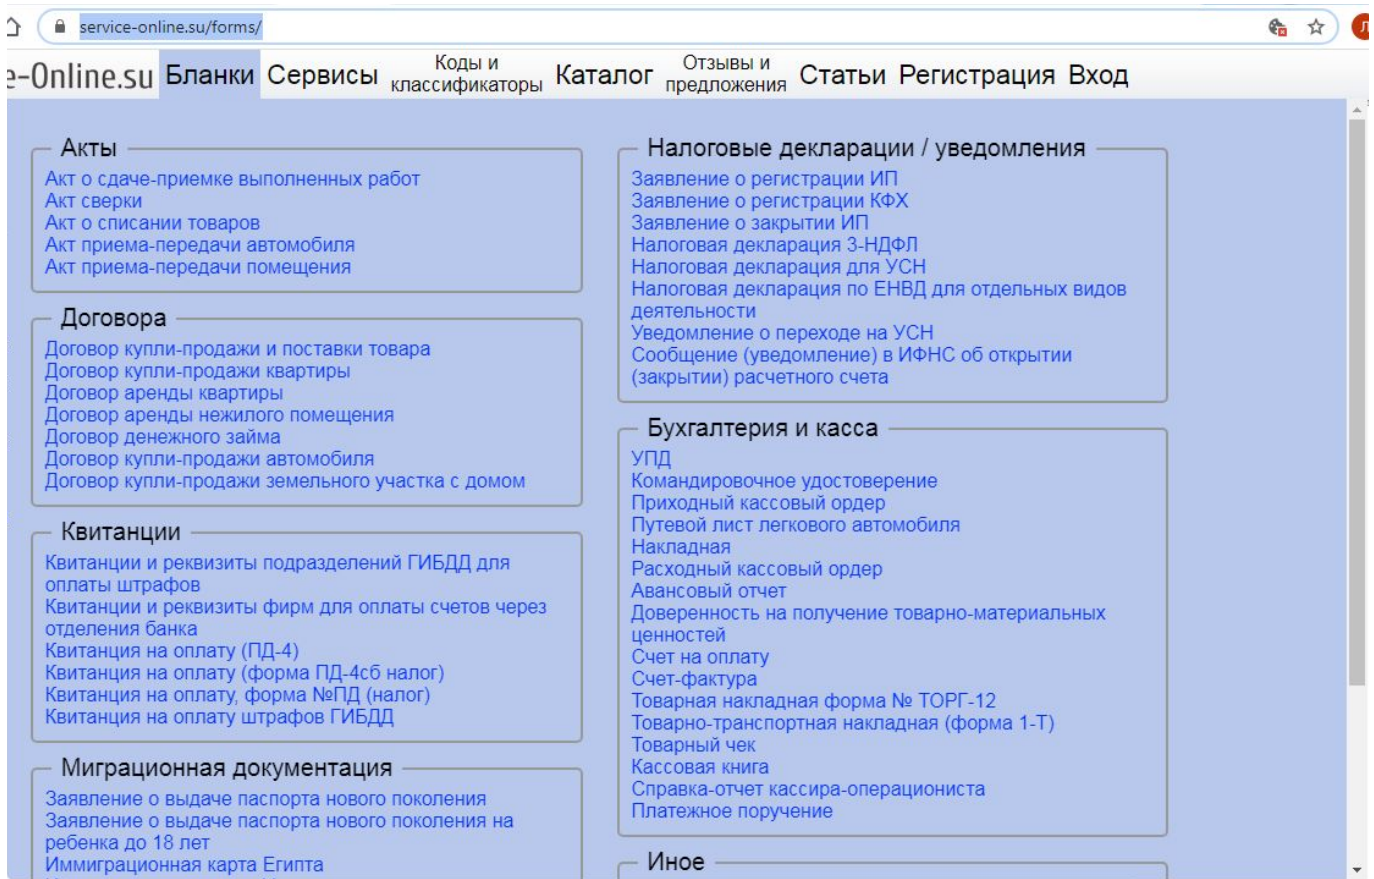 service-online.su/forms/
e-Online.su Бланки Сервисы Коды и классификаторы Каталог Отзывы и предложения Статьи Регистрация Вход
Акты
Акт о сдаче-приемке выполненных работ
Акт сверки
Акт о списании товаров
Акт приема-передачи автомобиля
Акт приема-передачи помещения
Договора
Договор купли-продажи и поставки товара
Договор купли-продажи квартиры
Договор аренды квартиры
Договор аренды нежилого помещения
Договор денежного займа
Договор купли-продажи автомобиля
Договор купли-продажи земельного участка с домом
Квитанции
Квитанции и реквизиты подразделений ГИБДД для
оплаты штрафов
Квитанции и реквизиты фирм для оплаты счетов через
отделения банка
Квитанция на оплату (ПД-4)
Квитанция на оплату (форма ПД-4сб налог)
Квитанция на оплату, форма №ПД (налог)
Квитанция на оплату штрафов ГИБДД
Миграционная документация
Заявление о выдаче паспорта нового поколения
Заявление о выдаче паспорта нового поколения на
ребенка до 18 лет
Иммиграционная карта Египта
Налоговые декларации / уведомления
Заявление о регистрации ИП
Заявление о регистрации КФХ
Заявление о закрытии ИП
Налоговая декларация 3-НДФЛ
Налоговая декларация для УСН
Налоговая декларация по ЕНВД для отдельных видов
деятельности
Уведомление о переходе на УСН
Сообщение (уведомление) в ИФНС об открытии
(закрытии) расчетного счета
Бухгалтерия и касса
УПД
Командировочное удостоверение
Приходный кассовый ордер
Путевой лист легкового автомобиля
Накладная
Расходный кассовый ордер
Авансовый отчет
Доверенность на получение товарно-материальных
ценностей
Счет на оплату
Счет-фактура
Товарная накладная форма № ТОРГ-12
Товарно-транспортная накладная (форма 1-Т)
Товарный чек
Кассовая книга
Справка-отчет кассира-операциониста
Платежное поручение
Иное